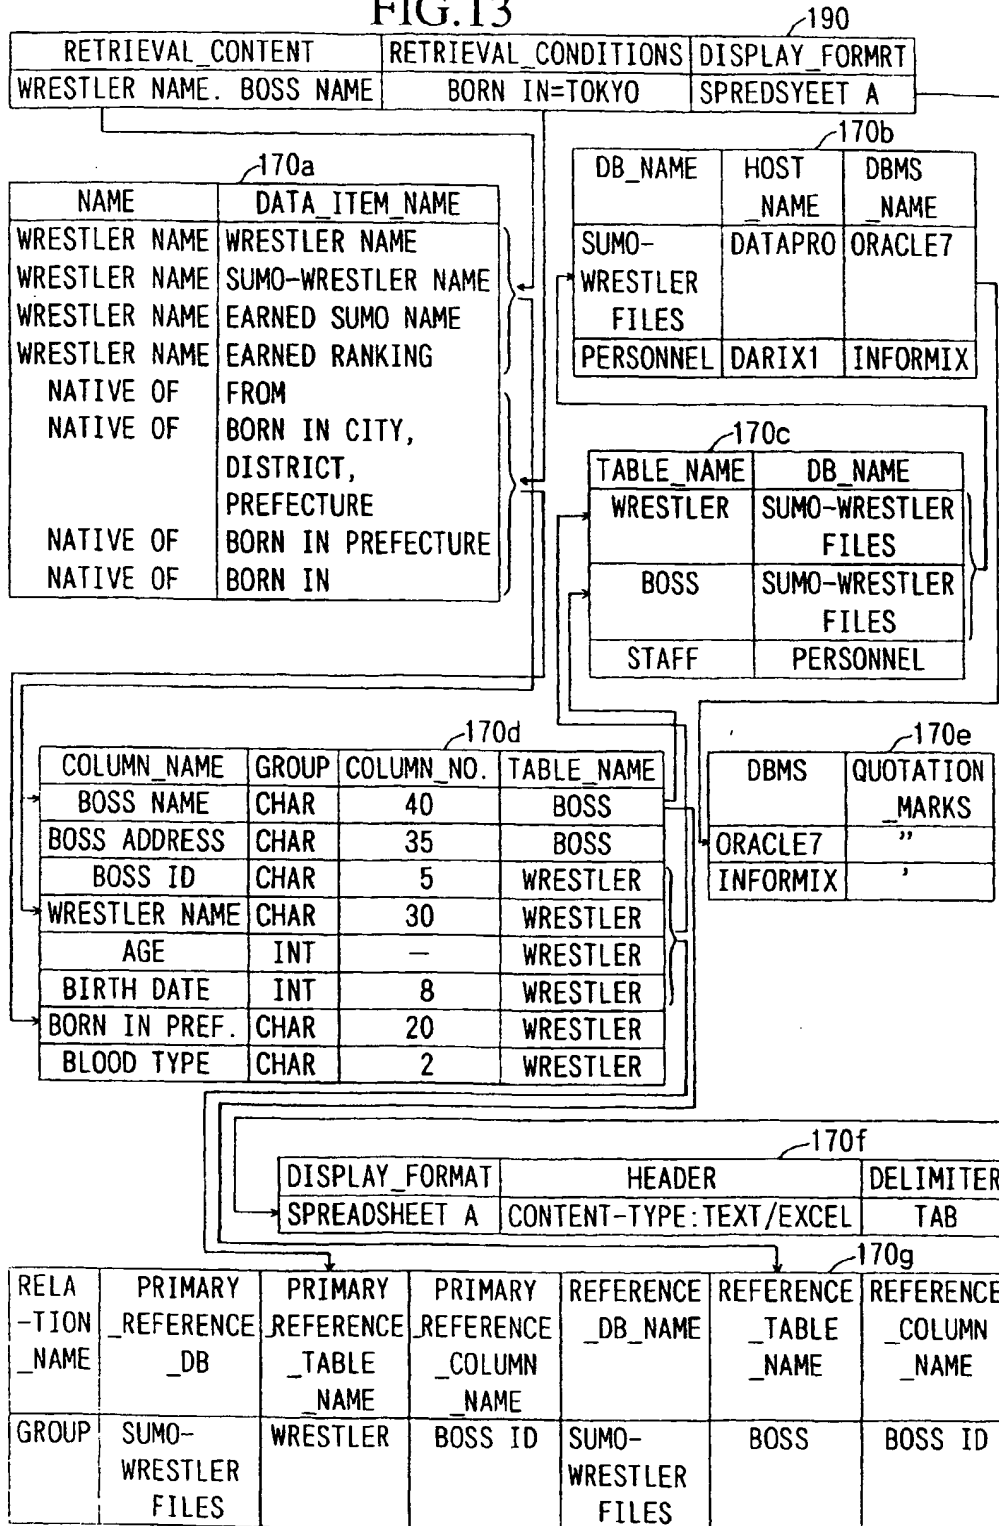 FIG.13
190
RETRIEVAL_CONTENT RETRIEVAL_CONDITIONS DISPLAY_FORMRT
WRESTLER NAME. BOSS NAME BORN IN=TOKYO SPREDSYEET A
170a
NAME DATA_ITEM_NAME
WRESTLER NAME WRESTLER NAME
WRESTLER NAME SUMO-WRESTLER NAME
WRESTLER NAME EARNED SUMO NAME
WRESTLER NAME EARNED RANKING
NATIVE OF FROM
NATIVE OF BORN IN CITY,
DISTRICT,
PREFECTURE
NATIVE OF BORN IN PREFECTURE
NATIVE OF BORN IN
170b
DB_NAME HOST DBMS
_NAME _NAME
SUMO- DATAPRO ORACLE7
WRESTLER
FILES
PERSONNEL DARIX1 INFORMIX
170c
TABLE_NAME DB_NAME
WRESTLER SUMO-WRESTLER
FILES
BOSS SUMO-WRESTLER
FILES
STAFF PERSONNEL
170d
COLUMN_NAME GROUP COLUMN_NO. TABLE_NAME
BOSS NAME CHAR 40 BOSS
BOSS ADDRESS CHAR 35 BOSS
BOSS ID CHAR 5 WRESTLER
WRESTLER NAME CHAR 30 WRESTLER
AGE INT — WRESTLER
BIRTH DATE INT 8 WRESTLER
BORN IN PREF. CHAR 20 WRESTLER
BLOOD TYPE CHAR 2 WRESTLER
170e
DBMS QUOTATION
_MARKS
ORACLE7 ”
INFORMIX ’
170f
DISPLAY_FORMAT HEADER DELIMITER
SPREADSHEET A CONTENT-TYPE:TEXT/EXCEL TAB
170g
RELA PRIMARY PRIMARY PRIMARY REFERENCE REFERENCE REFERENCE
-TION _REFERENCE _REFERENCE _REFERENCE _DB_NAME _TABLE _COLUMN
_NAME _DB _TABLE _COLUMN _NAME _NAME
_NAME _NAME
GROUP SUMO- WRESTLER BOSS ID SUMO- BOSS BOSS ID
WRESTLER WRESTLER
FILES FILES